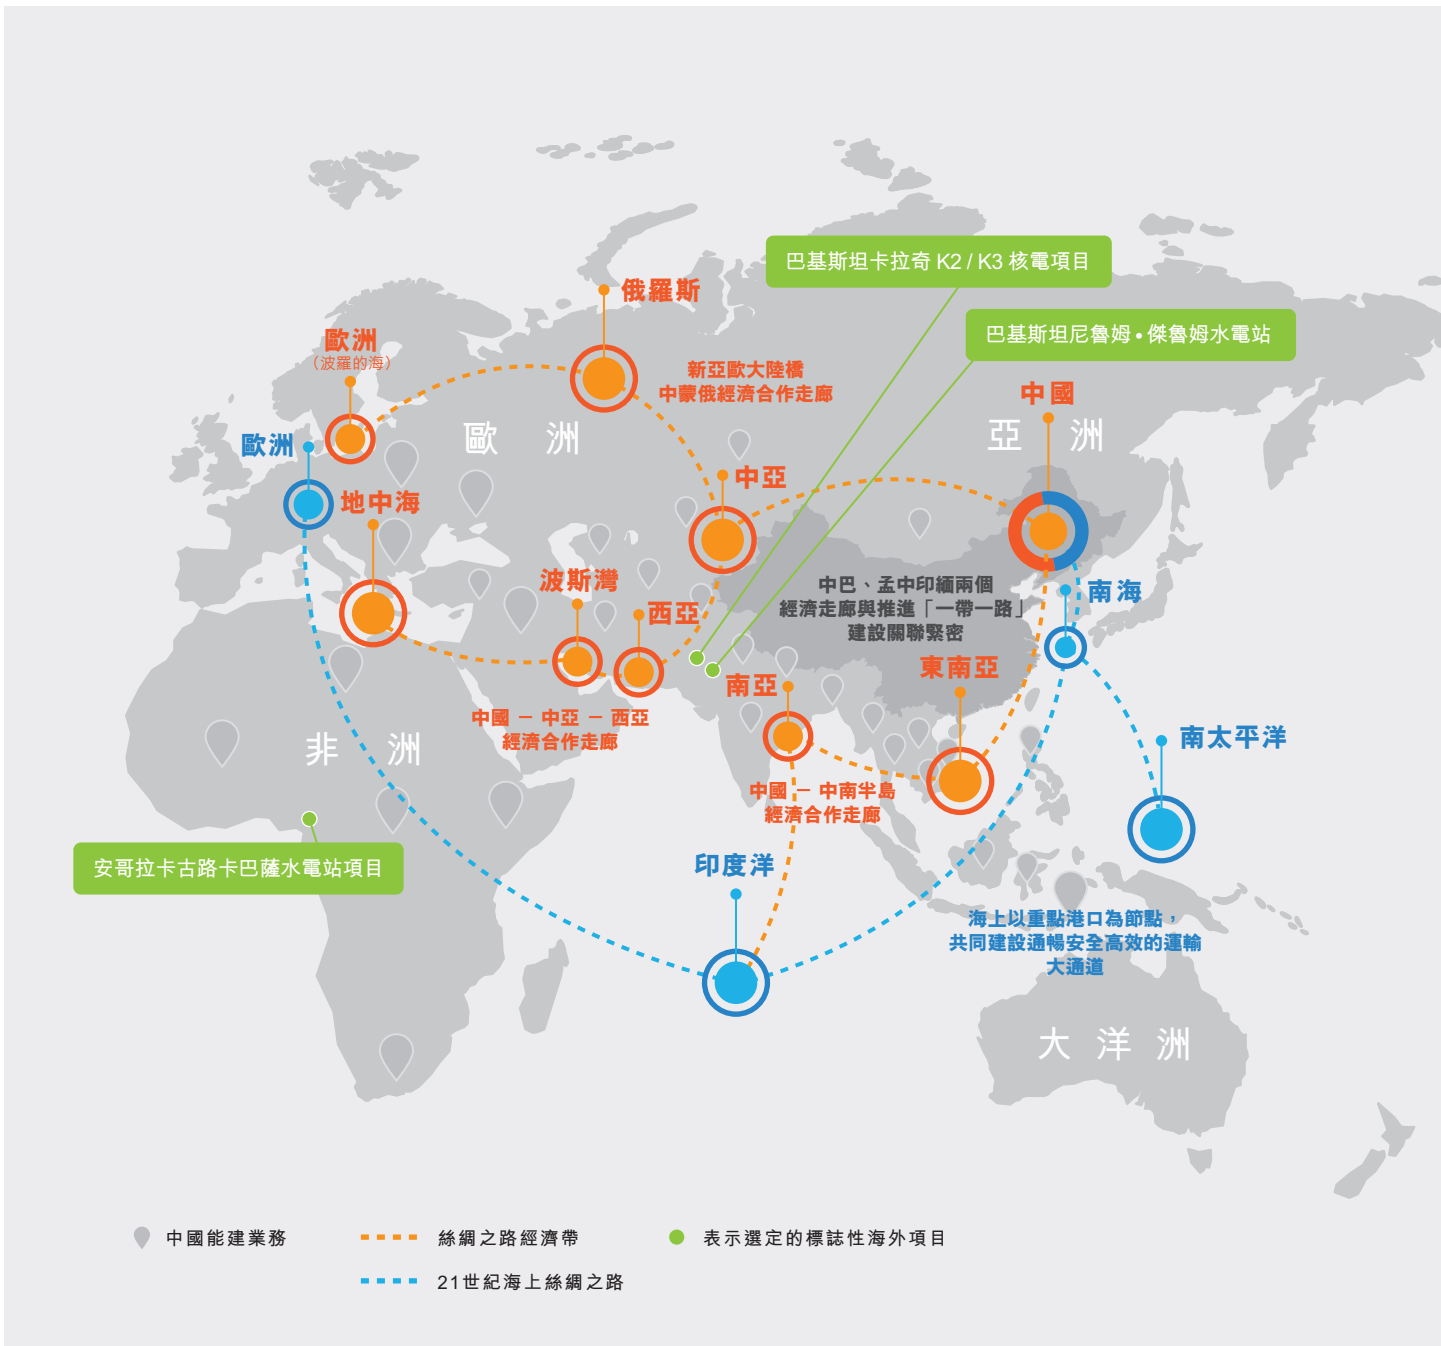 巴基斯坦卡拉奇 K2 / K3 核電項目
俄羅斯
巴基斯坦尼魯姆 • 傑魯姆水電站
歐洲
（波羅的海）
新亞歐大陸橋
中蒙俄經濟合作走廊
中國
歐洲
歐洲
亞洲
中亞
地中海
波斯灣
中巴、孟中印緬兩個
經濟走廊與推進「一帶一路」
建設關聯緊密
南海
西亞
東南亞
南亞
中國 － 中亞 － 西亞
經濟合作走廊
非洲
南太平洋
中國 － 中南半島
經濟合作走廊
安哥拉卡古路卡巴薩水電站項目
印度洋
海上以重點港口為節點，
共同建設通暢安全高效的運輸
大通道
大洋洲
中國能建業務
絲綢之路經濟帶
表示選定的標誌性海外項目
21世紀海上絲綢之路